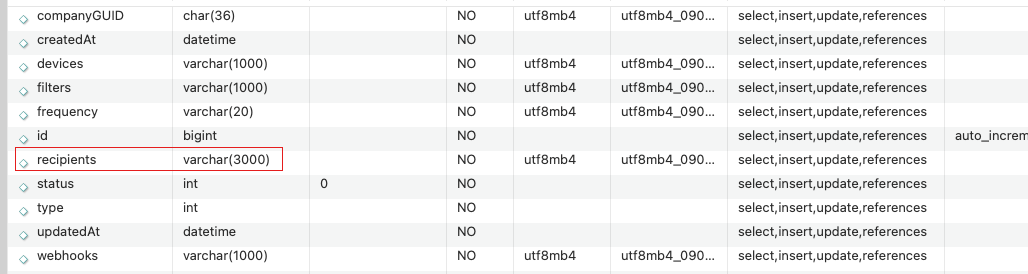 companyGUID char(36) NO utf8mb4 utf8mb4_090... select,insert,update,references
createdAt datetime NO select,insert,update,references
devices varchar(1000) NO utf8mb4 utf8mb4_090... select,insert,update,references
filters varchar(1000) NO utf8mb4 utf8mb4_090... select,insert,update,references
frequency varchar(20) NO utf8mb4 utf8mb4_090... select,insert,update,references
id bigint NO select,insert,update,references auto_increm
recipients varchar(3000) NO utf8mb4 utf8mb4_090... select,insert,update,references
status int 0 NO select,insert,update,references
type int NO select,insert,update,references
updatedAt datetime NO select,insert,update,references
webhooks varchar(1000) NO utf8mb4 utf8mb4_090... select,insert,update,references